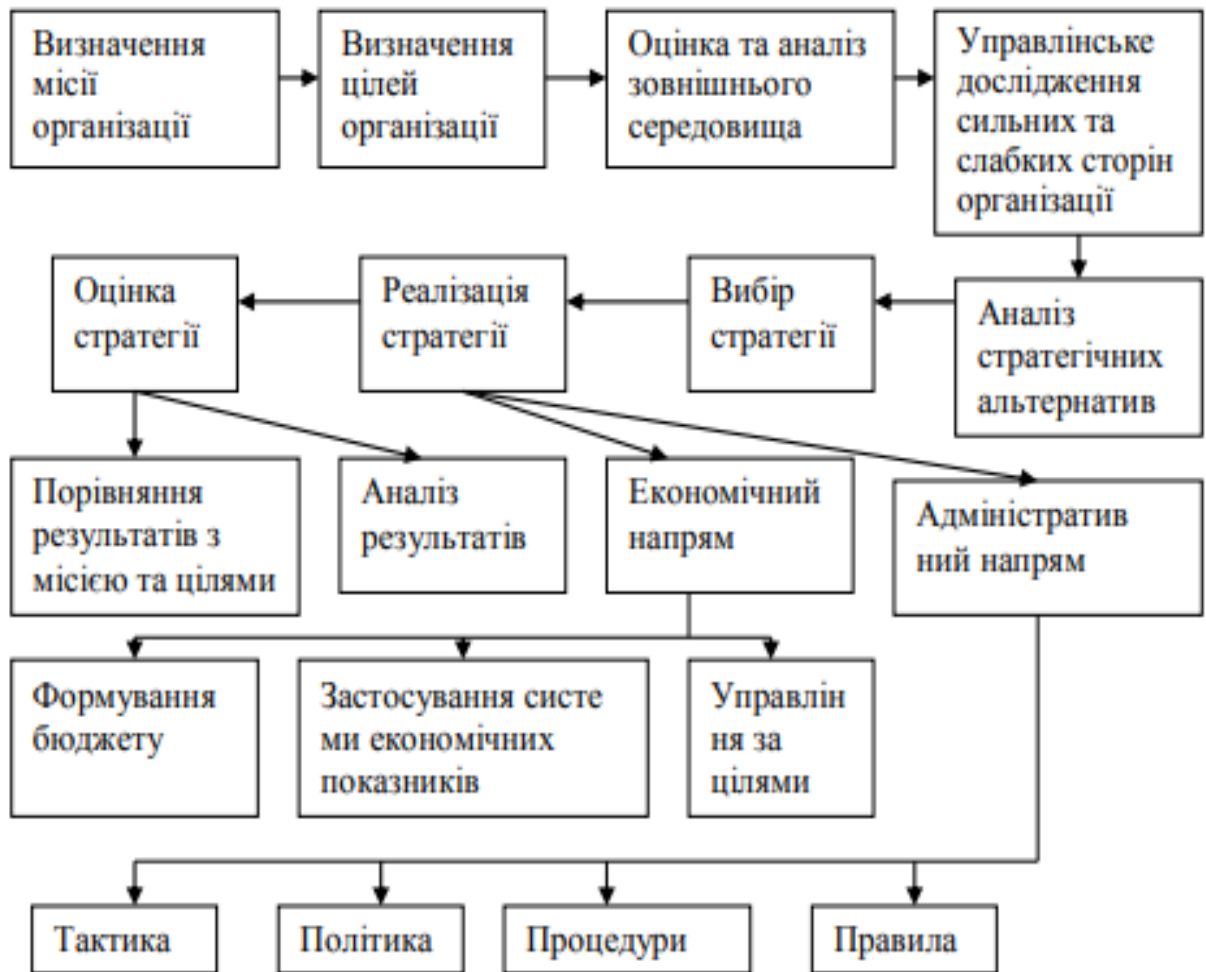 Визначення
місії
організації
Визначення
цілей
організації
Оцінка та аналіз
зовнішнього
середовища
Управлінське
дослідження
сильних та
слабких сторін
організації
Аналіз
стратегічних
альтернатив
Вибір
стратегії
Реалізація
стратегії
Оцінка
стратегії
Порівняння
результатів з
місією та цілями
Аналіз
результатів
Економічний
напрям
Адміністратив
ний напрям
Формування
бюджету
Застосування систе
ми економічних
показників
Управлін
ня за
цілями
Тактика
Політика
Процедури
Правила